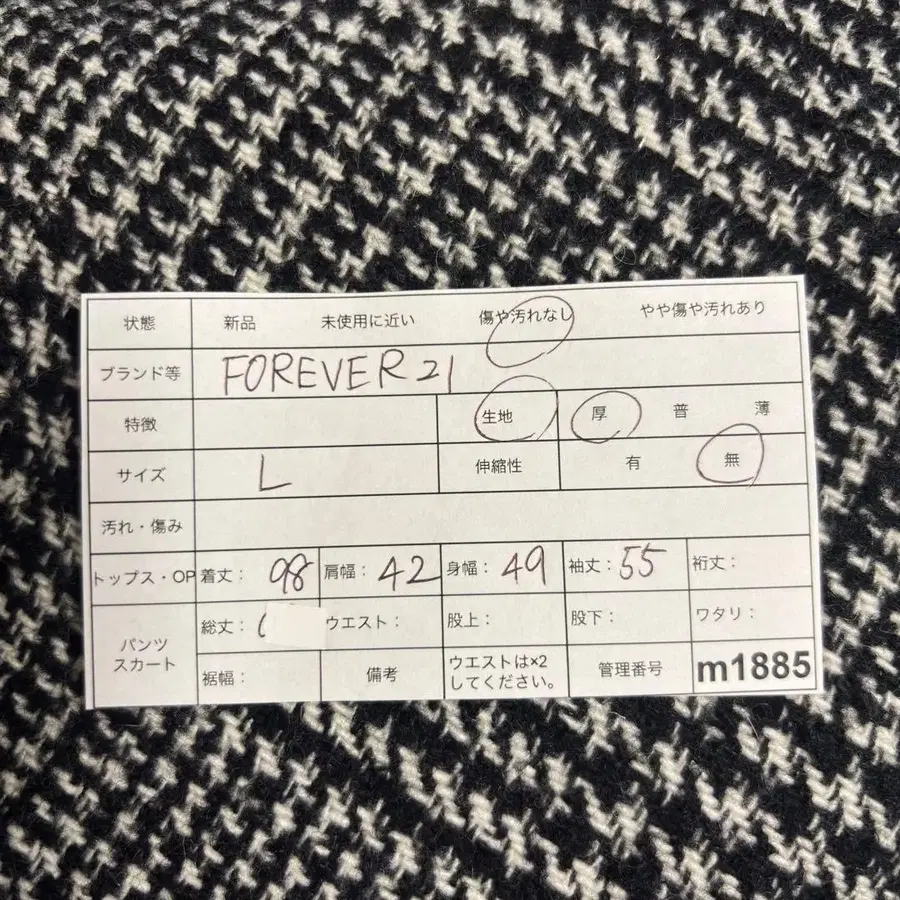 状態 新品 未使用に近い 傷や汚れなし やや傷や汚れあり
ブランド等 FOREVER 21
特徴 生地 厚 普 薄
サイズ L 伸縮性 有 無
汚れ・傷み
トップス・OP 着丈: 98 肩幅: 42 身幅: 49 袖丈: 55 裄丈:
パンツ 総丈: ウエスト: 股上: 股下: ワタリ:
スカート 裾幅: 備考 ウエストは×2 管理番号 m1885
してください。